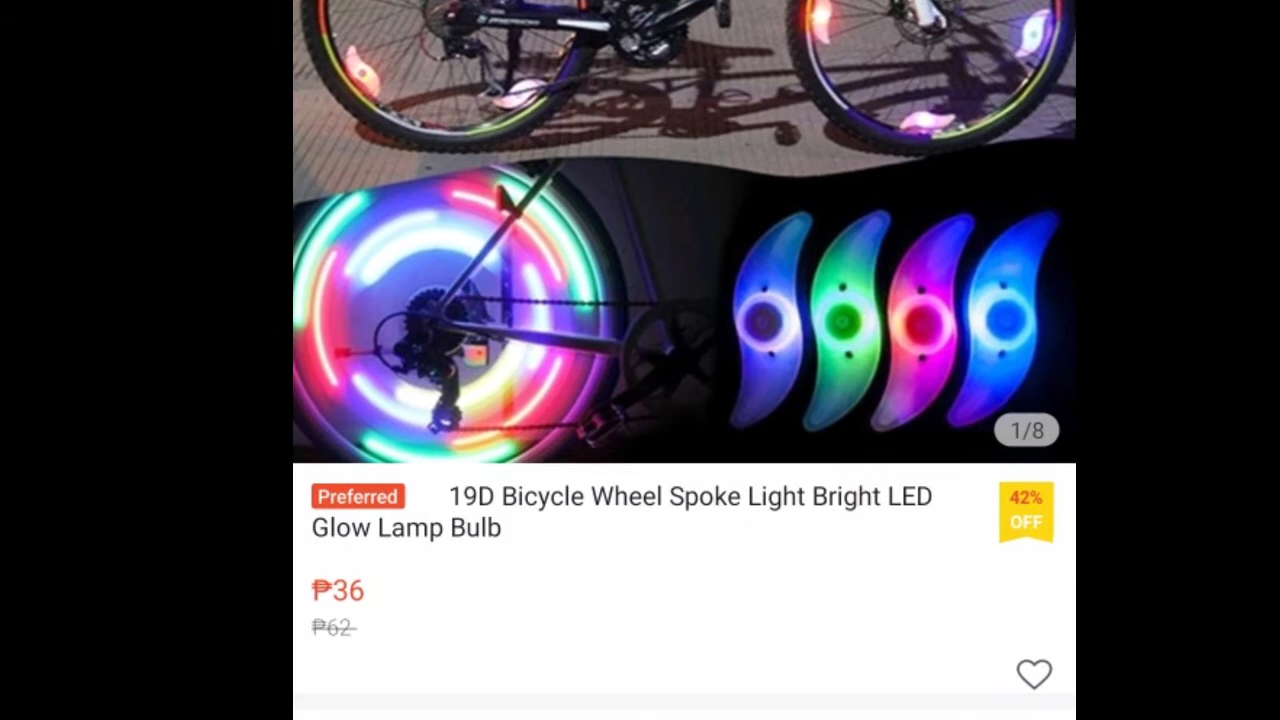 1/8
Preferred 19D Bicycle Wheel Spoke Light Bright LED
Glow Lamp Bulb
42%
OFF
₱36
₱62